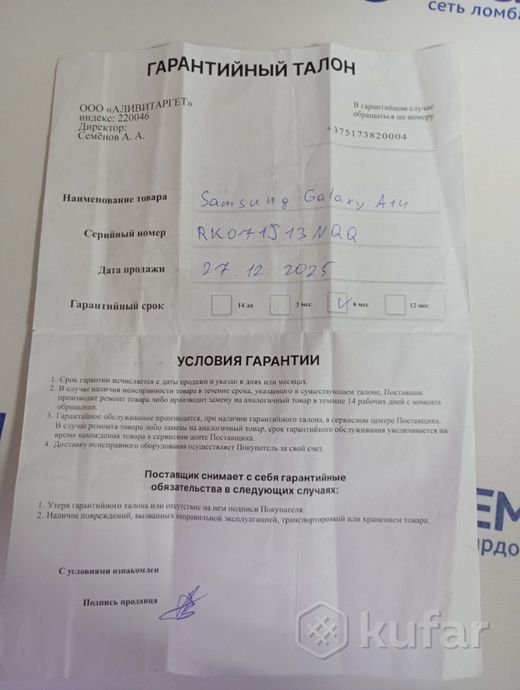 сеть ломба
ГАРАНТИЙНЫЙ ТАЛОН
ООО «АЛИВИТАРГЕТ»
индекс: 220046
Директор:
Семёнов А. А.
В гарантийном случае
обращаться по номеру
+375173820004
Наименование товара Samsung Galaxy A14
Серийный номер RK071J13NQQ
Дата продажи 27.12.2025
Гарантийный срок 14 дн 3 мес 6 мес 12 мес
УСЛОВИЯ ГАРАНТИИ
1. Срок гарантии исчисляется с даты продажи и указан в днях или месяцах.
2. В случае наличия неисправности товара в течение срока, указанного в существующем талоне, Поставщик
производит ремонт товара либо производит замену на аналогичный товар в течение 14 рабочих дней с момента
обращения.
3. Гарантийное обслуживание производится, при наличии гарантийного талона, в сервисном центре Поставщика.
В случае ремонта товара либо замены на аналогичный товар, срок гарантийного обслуживания увеличивается на
время нахождения товара в сервисном центе Поставщика.
4. Доставку неисправного оборудования осуществляет Покупатель за свой счет.
Поставщик снимает с себя гарантийные
обязательства в следующих случаях:
1. Утеря гарантийного талона или отсутствие на нем подписи Покупателя.
2. Наличие повреждений, вызванных неправильной эксплуатацией, транспортировкой или хранением товара.
С условиями ознакомлен
Подпись продавца
ЕМ
ардо
kufar